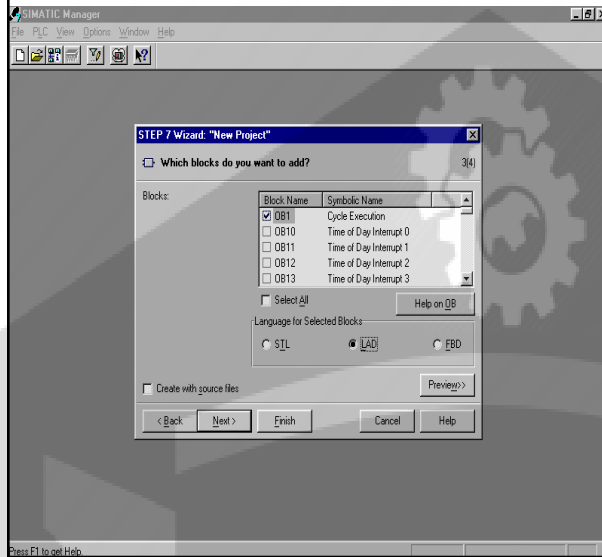 SIMATIC Manager
File PLC View Options Window Help
STEP 7 Wizard: "New Project"
Which blocks do you want to add? 3(4)
Blocks:
Block Name Symbolic Name
OB1 Cycle Execution
OB10 Time of Day Interrupt 0
OB11 Time of Day Interrupt 1
OB12 Time of Day Interrupt 2
OB13 Time of Day Interrupt 3
Select All
Help on OB
Language for Selected Blocks
STL LAD FBD
Create with source files
Preview>>
< Back Next > Finish Cancel Help
Press F1 to get Help.